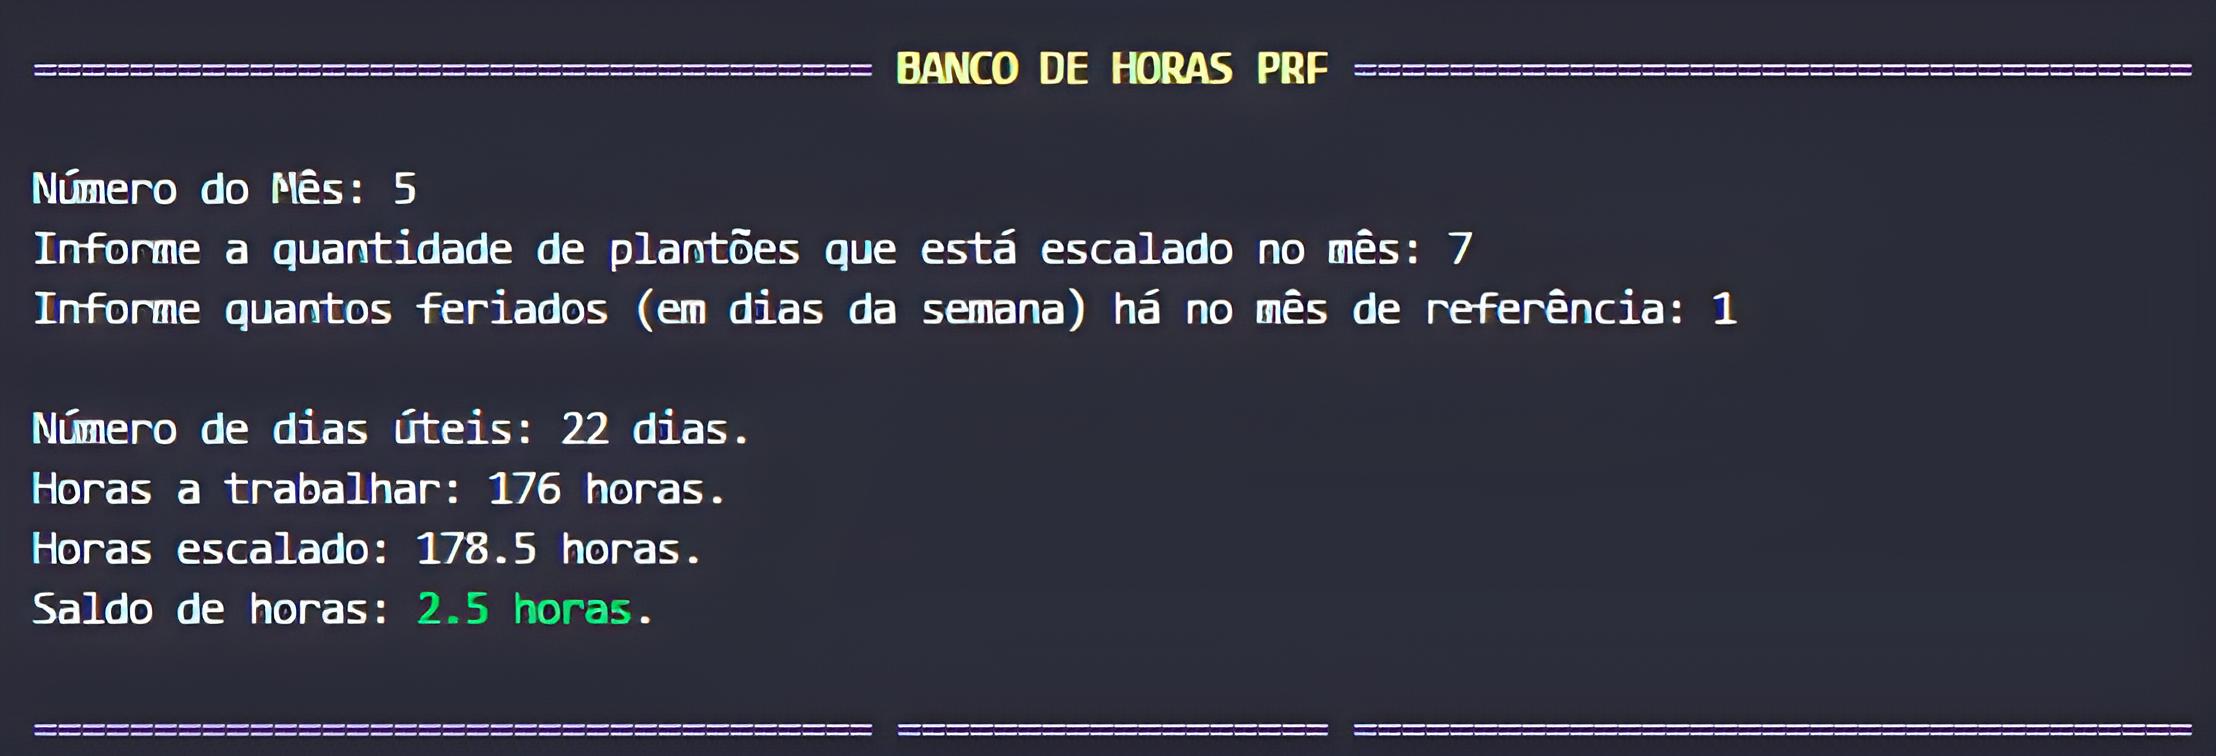 =================================== BANCO DE HORAS PRF ===================================
Número do Mês: 5
Informe a quantidade de plantões que está escalado no mês: 7
Informe quantos feriados (em dias da semana) há no mês de referência: 1
Número de dias úteis: 22 dias.
Horas a trabalhar: 176 horas.
Horas escalado: 178.5 horas.
Saldo de horas: 2.5 horas.
=================================== ================== ===================================